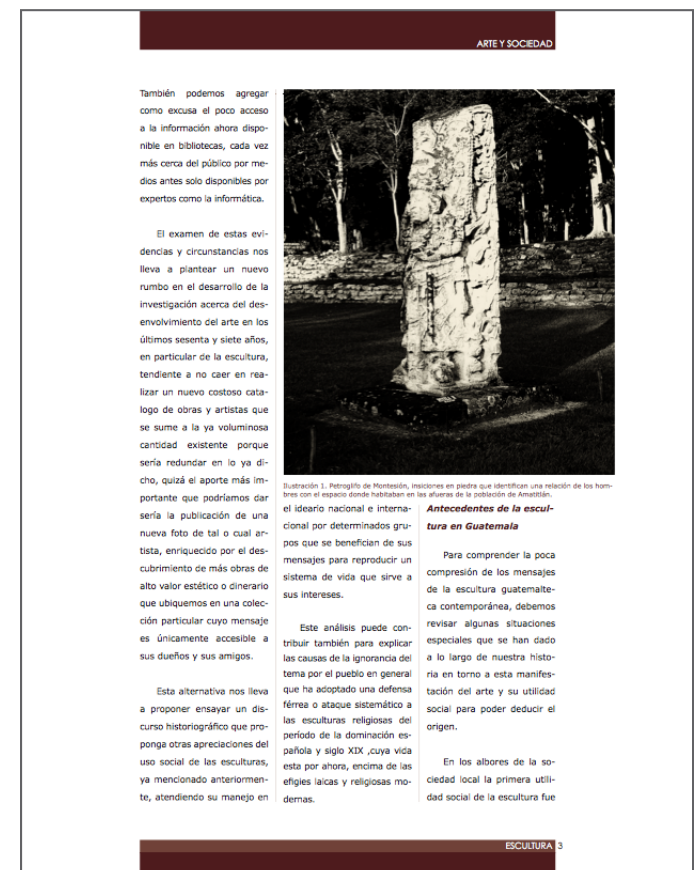 ARTE Y SOCIEDAD
También podemos agregar
como excusa el poco acceso
a la información ahora dispo-
nible en bibliotecas, cada vez
más cerca del público por me-
dios antes solo disponibles por
expertos como la informática.
El examen de estas evi-
dencias y circunstancias nos
lleva a plantear un nuevo
rumbo en el desarrollo de la
investigación acerca del des-
envolvimiento del arte en los
últimos sesenta y siete años,
en particular de la escultura,
tendiente a no caer en rea-
lizar un nuevo costoso cata-
logo de obras y artistas que
se sume a la ya voluminosa
cantidad existente porque
sería redundar en lo ya di-
cho, quizá el aporte más im-
portante que podríamos dar
sería la publicación de una
nueva foto de tal o cual ar-
tista, enriquecido por el des-
cubrimiento de más obras de
alto valor estético o dinerario
que ubiquemos en una colec-
ción particular cuyo mensaje
es únicamente accesible a
sus dueños y sus amigos.
Esta alternativa nos lleva
a proponer ensayar un dis-
curso historiográfico que pro-
ponga otras apreciaciones del
uso social de las esculturas,
ya mencionado anteriormen-
te, atendiendo su manejo en
Ilustración 1. Petroglifo de Montesión, insiciones en piedra que identifican una relación de los hom-
bres con el espacio donde habitaban en las afueras de la población de Amatitlán.
el ideario nacional e interna-
cional por determinados gru-
pos que se benefician de sus
mensajes para reproducir un
sistema de vida que sirve a
sus intereses.
Este análisis puede con-
tribuir también para explicar
las causas de la ignorancia del
tema por el pueblo en general
que ha adoptado una defensa
férrea o ataque sistemático a
las esculturas religiosas del
período de la dominación es-
pañola y siglo XIX ,cuya vida
esta por ahora, encima de las
efigies laicas y religiosas mo-
dernas.
Antecedentes de la escul-
tura en Guatemala
Para comprender la poca
compresión de los mensajes
de la escultura guatemalte-
ca contemporánea, debemos
revisar algunas situaciones
especiales que se han dado
a lo largo de nuestra histo-
ria en torno a esta manifes-
tación del arte y su utilidad
social para poder deducir el
origen.
En los albores de la so-
ciedad local la primera utili-
dad social de la escultura fue
ESCULTURA 3